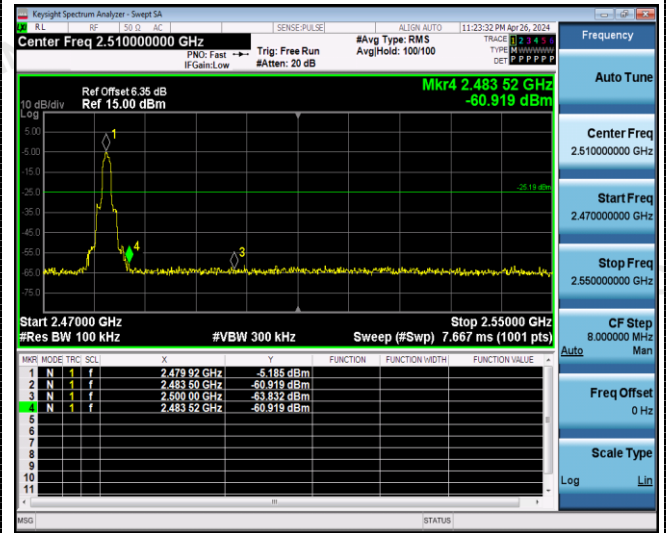 Keysight Spectrum Analyzer - Swept SA
RL RF 50 Ω AC SENSE:PULSE ALIGN AUTO 11:23:32 PM Apr 26, 2024
Center Freq 2.510000000 GHz
PNO: Fast
IFGain:Low
Trig: Free Run
#Atten: 20 dB
#Avg Type: RMS
Avg|Hold: 100/100
TRACE 1 2 3 4 5 6
TYPE M WWWWW
DET P P P P P P
Mkr4 2.483 52 GHz
-60.919 dBm
Ref Offset 6.35 dB
Ref 15.00 dBm
10 dB/div
Log
5.00
-5.00
-15.0
-25.0
-35.0
-45.0
-55.0
-65.0
-75.0
1
4
3
-25.19 dBm
Start 2.47000 GHz Stop 2.55000 GHz
#Res BW 100 kHz #VBW 300 kHz Sweep (#Swp) 7.667 ms (1001 pts)
MKR MODE TRC SCL X Y FUNCTION FUNCTION WIDTH FUNCTION VALUE
1 N 1 f 2.479 92 GHz -5.185 dBm
2 N 1 f 2.483 50 GHz -60.919 dBm
3 N 1 f 2.500 00 GHz -63.832 dBm
4 N 1 f 2.483 52 GHz -60.919 dBm
5
6
7
8
9
10
11
MSG STATUS
Frequency
Auto Tune
Center Freq
2.510000000 GHz
Start Freq
2.470000000 GHz
Stop Freq
2.550000000 GHz
CF Step
8.000000 MHz
Auto Man
Freq Offset
0 Hz
Scale Type
Log Lin